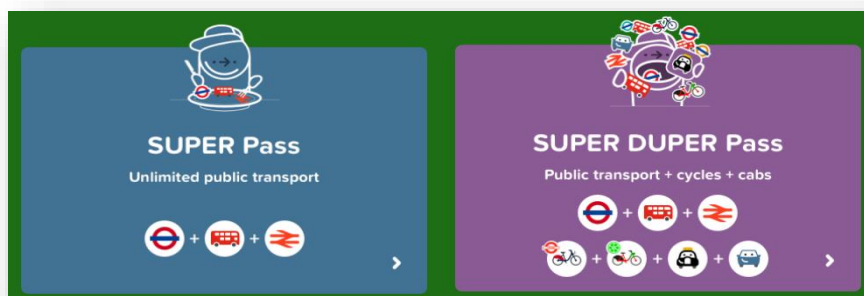 SUPER Pass
Unlimited public transport
+ +
SUPER DUPER Pass
Public transport + cycles + cabs
+ +
+ + +